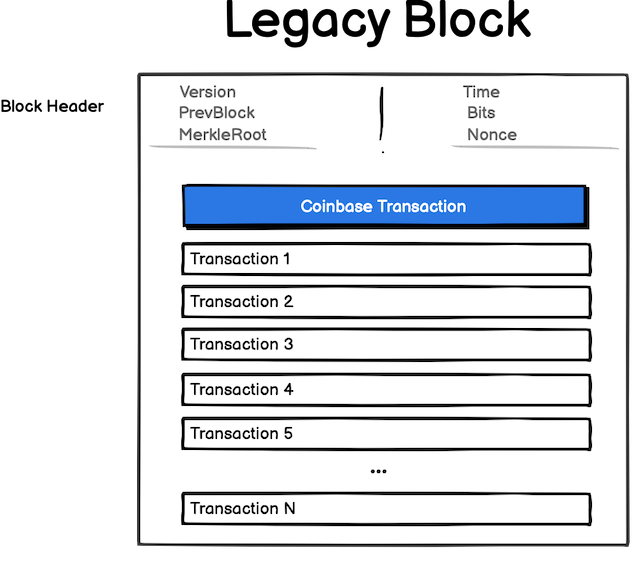 Legacy Block
Block Header
Version
PrevBlock
MerkleRoot
Time
Bits
Nonce
Coinbase Transaction
Transaction 1
Transaction 2
Transaction 3
Transaction 4
Transaction 5
...
Transaction N